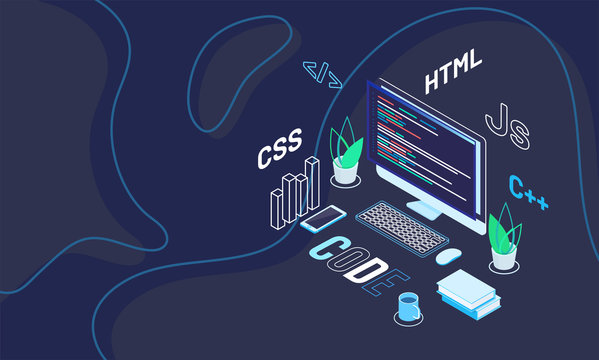 </>
HTML
Js
CSS
C++
CODE